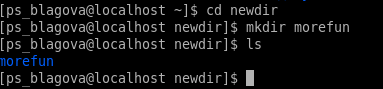 [ps_blagova@localhost ~]$ cd newdir
[ps_blagova@localhost newdir]$ mkdir morefun
[ps_blagova@localhost newdir]$ ls
morefun
[ps_blagova@localhost newdir]$